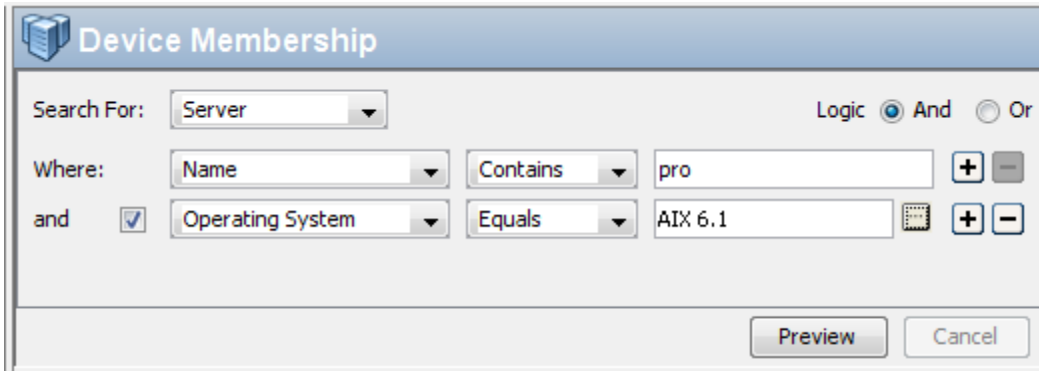 Device Membership
Search For: Server Logic And Or
Where: Name Contains pro
and Operating System Equals AIX 6.1
Preview Cancel